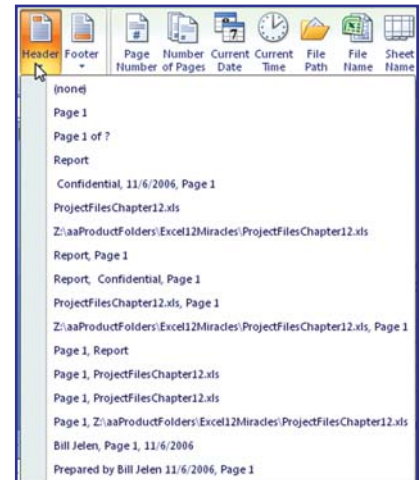 Header Footer Page Number Current Current File File Sheet
Number of Pages Date Time Path Name Name
(none)
Page 1
Page 1 of ?
Report
Confidential, 11/6/2006, Page 1
ProjectFilesChapter12.xls
Z:\aaProductFolders\Excel12Miracles\ProjectFilesChapter12.xls
Report, Page 1
Report, Confidential, Page 1
ProjectFilesChapter12.xls, Page 1
Z:\aaProductFolders\Excel12Miracles\ProjectFilesChapter12.xls, Page 1
Page 1, Report
Page 1, ProjectFilesChapter12.xls
Page 1, ProjectFilesChapter12.xls
Page 1, Z:\aaProductFolders\Excel12Miracles\ProjectFilesChapter12.xls
Bill Jelen, Page 1, 11/6/2006
Prepared by Bill Jelen 11/6/2006, Page 1